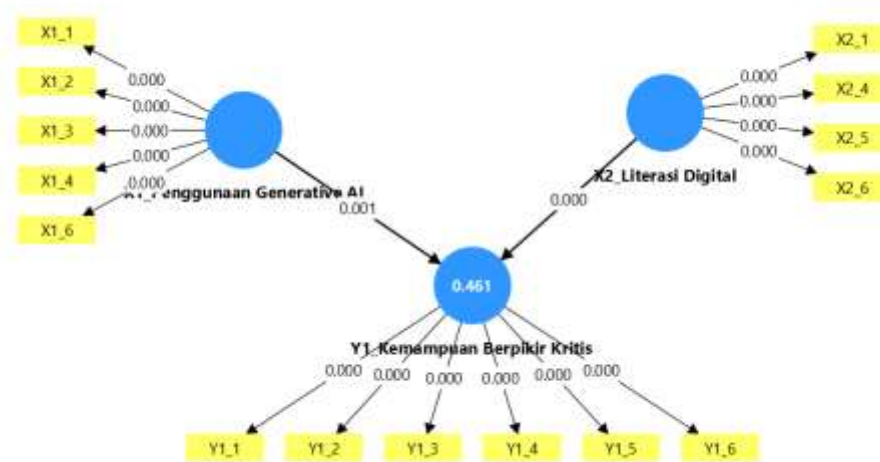 X1_1
X1_2
X1_3
X1_4
X1_6
0.000
0.000
0.000
0.000
0.000
X1_Penggunaan Generative AI
0.001
X2_1
X2_4
X2_5
X2_6
0.000
0.000
0.000
0.000
X2_Literasi Digital
0.000
0.461
Y1_Kemampuan Berpikir Kritis
0.000
0.000
0.000
0.000
0.000
0.000
Y1_1
Y1_2
Y1_3
Y1_4
Y1_5
Y1_6